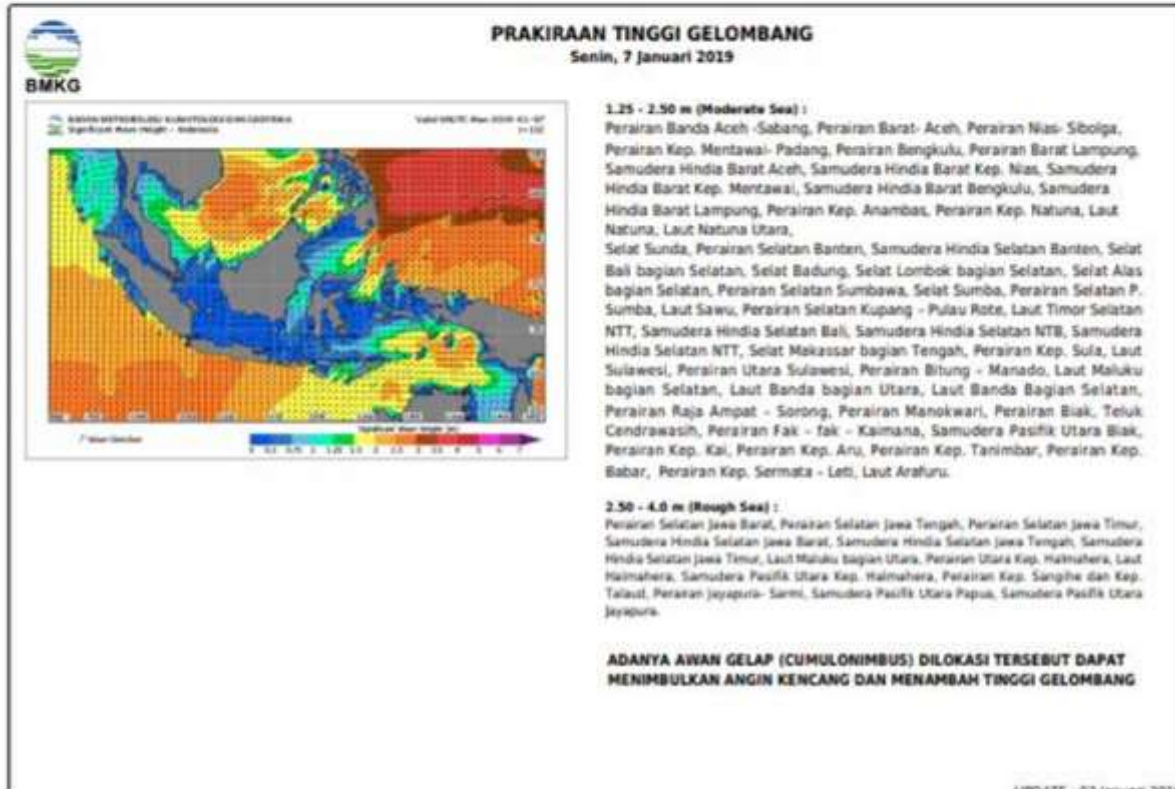 PRAKIRAAN TINGGI GELOMBANG
Senin, 7 Januari 2019
BMKG
BADAN METEOROLOGI KLIMATOLOGI DAN GEOFISIKA
Significant Wave Height - Indonesia
1.25 - 2.50 m (Moderate Sea) :
Perairan Banda Aceh -Sabang, Perairan Barat- Aceh, Perairan Nias- Sibolga,
Perairan Kep. Mentawai- Padang, Perairan Bengkulu, Perairan Barat Lampung,
Samudera Hindia Barat Aceh, Samudera Hindia Barat Kep. Nias, Samudera
Hindia Barat Kep. Mentawai, Samudera Hindia Barat Bengkulu, Samudera
Hindia Barat Lampung, Perairan Kep. Anambas, Perairan Kep. Natuna, Laut
Natuna, Laut Natuna Utara,
Selat Sunda, Perairan Selatan Banten, Samudera Hindia Selatan Banten, Selat
Bali bagian Selatan, Selat Badung, Selat Lombok bagian Selatan, Selat Alas
bagian Selatan, Perairan Selatan Sumbawa, Selat Sumba, Perairan Selatan P.
Sumba, Laut Sawu, Perairan Selatan Kupang - Pulau Rote, Laut Timor Selatan
NTT, Samudera Hindia Selatan Bali, Samudera Hindia Selatan NTB, Samudera
Hindia Selatan NTT, Selat Makassar bagian Tengah, Perairan Kep. Sula, Laut
Sulawesi, Perairan Utara Sulawesi, Perairan Bitung - Manado, Laut Maluku
bagian Selatan, Laut Banda bagian Utara, Laut Banda Bagian Selatan,
Perairan Raja Ampat - Sorong, Perairan Manokwari, Perairan Biak, Teluk
Cendrawasih, Perairan Fak - fak - Kaimana, Samudera Pasifik Utara Biak,
Perairan Kep. Kai, Perairan Kep. Aru, Perairan Kep. Tanimbar, Perairan Kep.
Babar, Perairan Kep. Sermata - Leti, Laut Arafuru.
2.50 - 4.0 m (Rough Sea) :
Perairan Selatan Jawa Barat, Perairan Selatan Jawa Tengah, Perairan Selatan Jawa Timur,
Samudera Hindia Selatan Jawa Barat, Samudera Hindia Selatan Jawa Tengah, Samudera
Hindia Selatan Jawa Timur, Laut Maluku bagian Utara, Perairan Utara Kep. Halmahera, Laut
Halmahera, Samudera Pasifik Utara Kep. Halmahera, Perairan Kep. Sangihe dan Kep.
Talaud, Perairan Jayapura- Sarmi, Samudera Pasifik Utara Papua, Samudera Pasifik Utara
Jayapura.
ADANYA AWAN GELAP (CUMULONIMBUS) DILOKASI TERSEBUT DAPAT
MENIMBULKAN ANGIN KENCANG DAN MENAMBAH TINGGI GELOMBANG